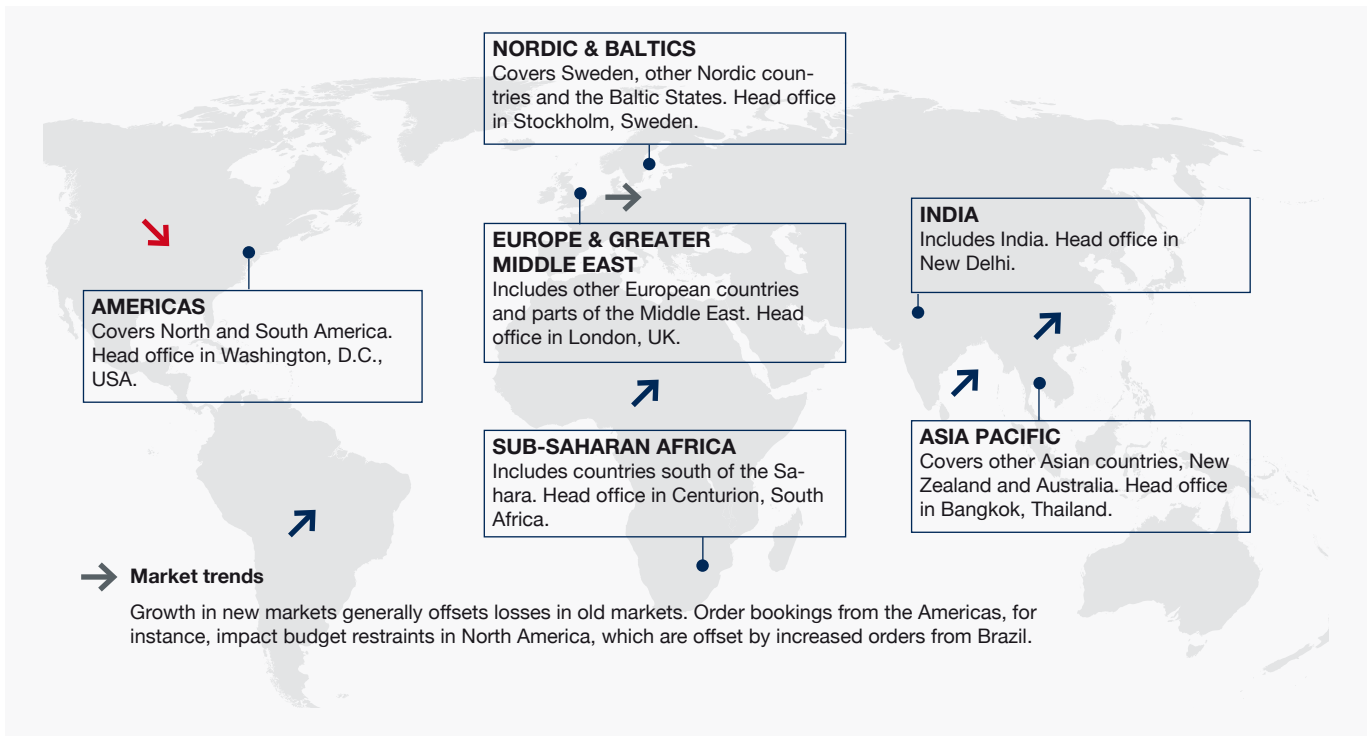 NORDIC & BALTICS
Covers Sweden, other Nordic coun-
tries and the Baltic States. Head office
in Stockholm, Sweden.
AMERICAS
Covers North and South America.
Head office in Washington, D.C.,
USA.
EUROPE & GREATER
MIDDLE EAST
Includes other European countries
and parts of the Middle East. Head
office in London, UK.
INDIA
Includes India. Head office in
New Delhi.
SUB-SAHARAN AFRICA
Includes countries south of the Sa-
hara. Head office in Centurion, South
Africa.
ASIA PACIFIC
Covers other Asian countries, New
Zealand and Australia. Head office
in Bangkok, Thailand.
Market trends
Growth in new markets generally offsets losses in old markets. Order bookings from the Americas, for
instance, impact budget restraints in North America, which are offset by increased orders from Brazil.